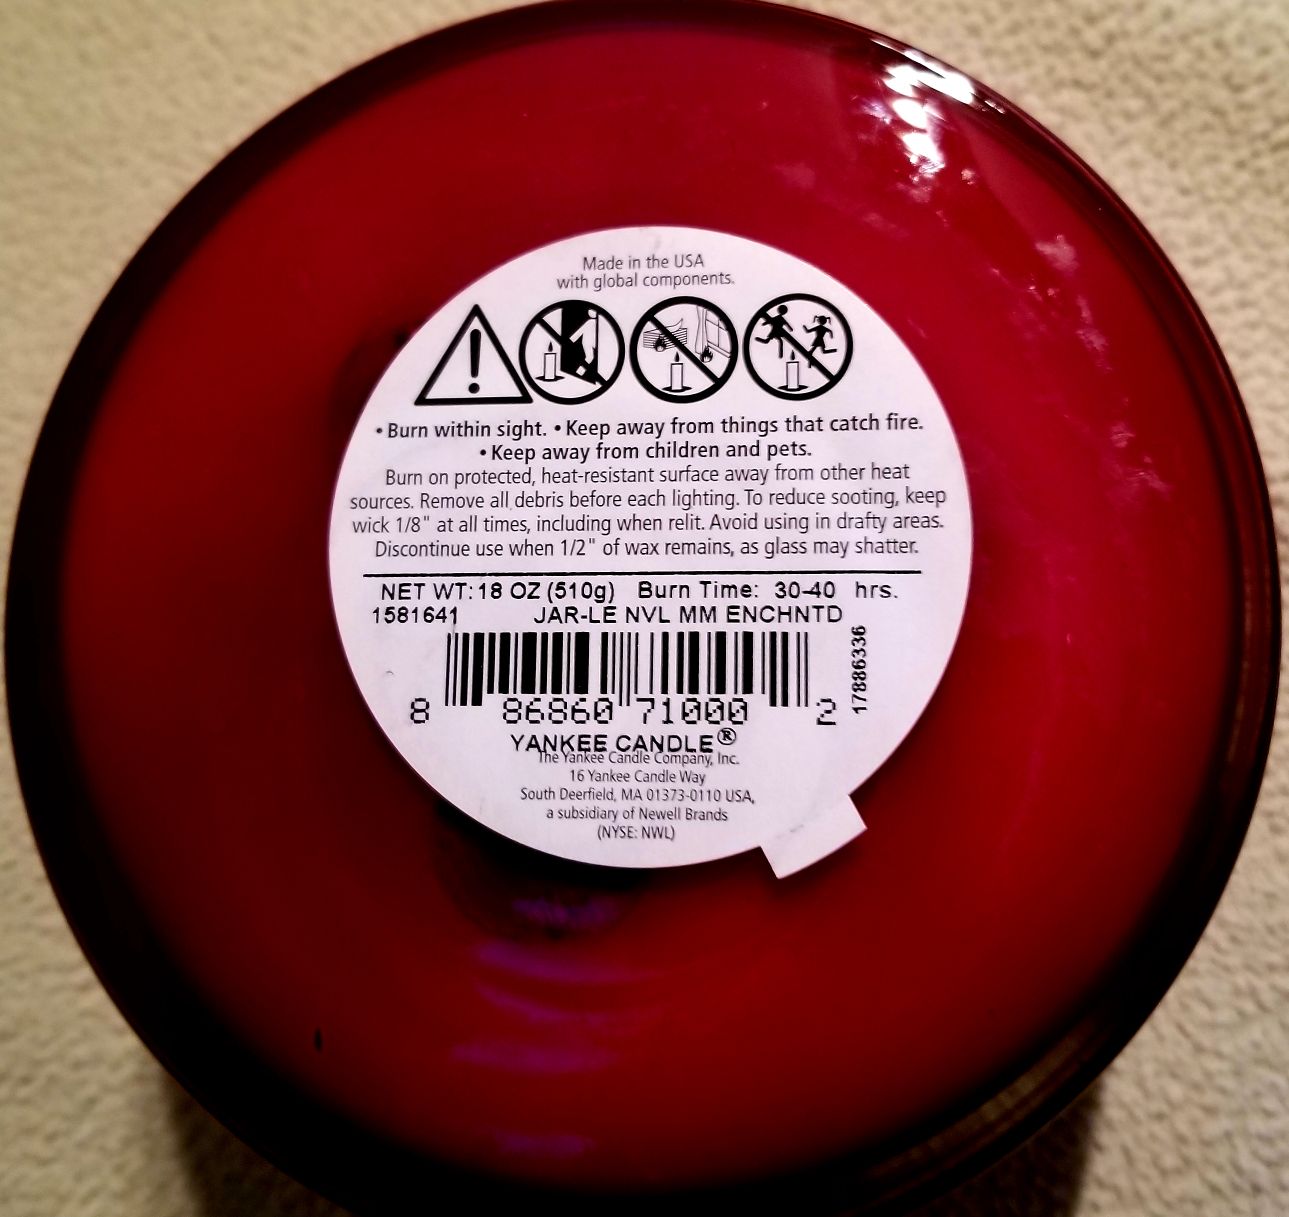 Made in the USA
with global components.
• Burn within sight. • Keep away from things that catch fire.
• Keep away from children and pets.
Burn on protected, heat-resistant surface away from other heat
sources. Remove all debris before each lighting. To reduce sooting, keep
wick 1/8" at all times, including when relit. Avoid using in drafty areas.
Discontinue use when 1/2" of wax remains, as glass may shatter.
NET WT: 18 OZ (510g) Burn Time: 30-40 hrs.
1581641 JAR-LE NVL MM ENCHNTD
17886336
8 86860 71000 2
YANKEE CANDLE®
The Yankee Candle Company, Inc.
16 Yankee Candle Way
South Deerfield, MA 01373-0110 USA,
a subsidiary of Newell Brands
(NYSE: NWL)